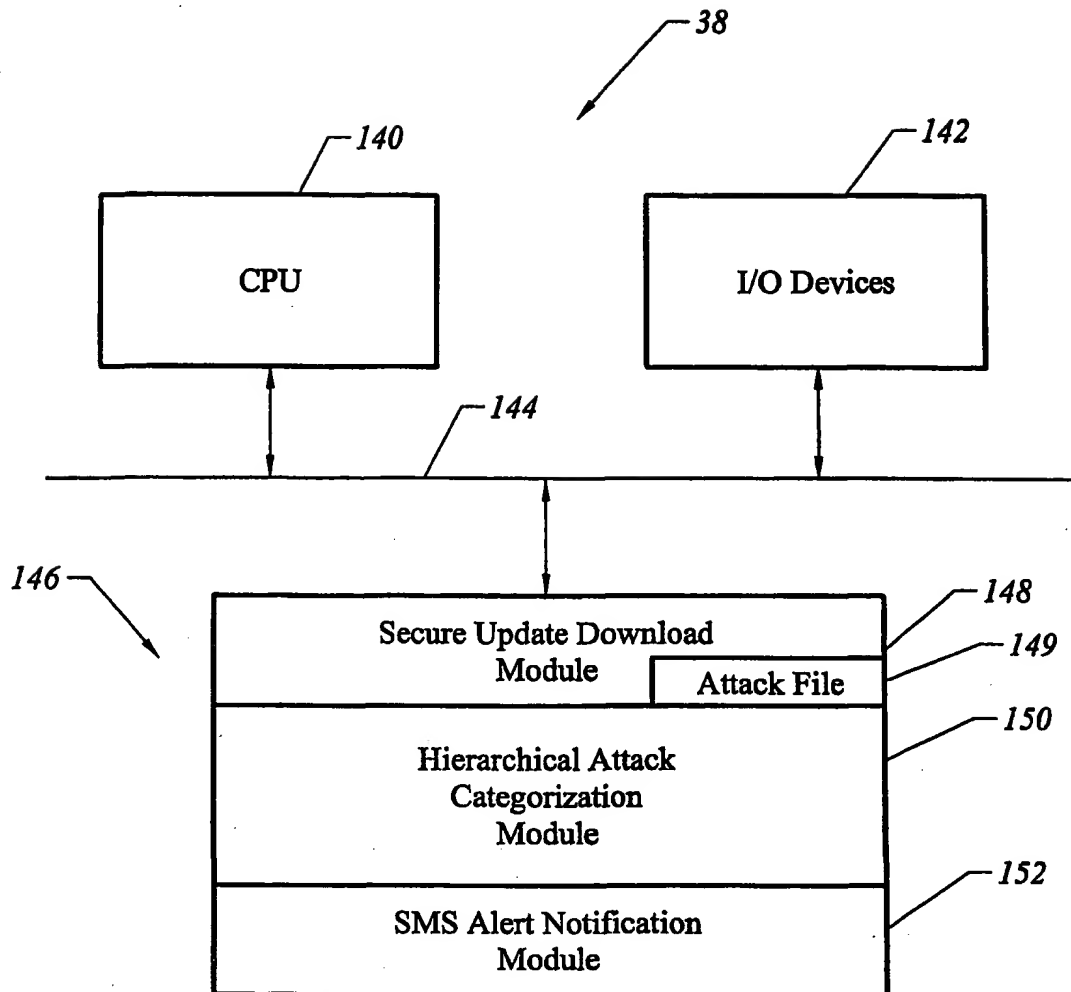 38
140
142
CPU
I/O Devices
144
146
148
Secure Update Download
Module
149
Attack File
150
Hierarchical Attack
Categorization
Module
152
SMS Alert Notification
Module